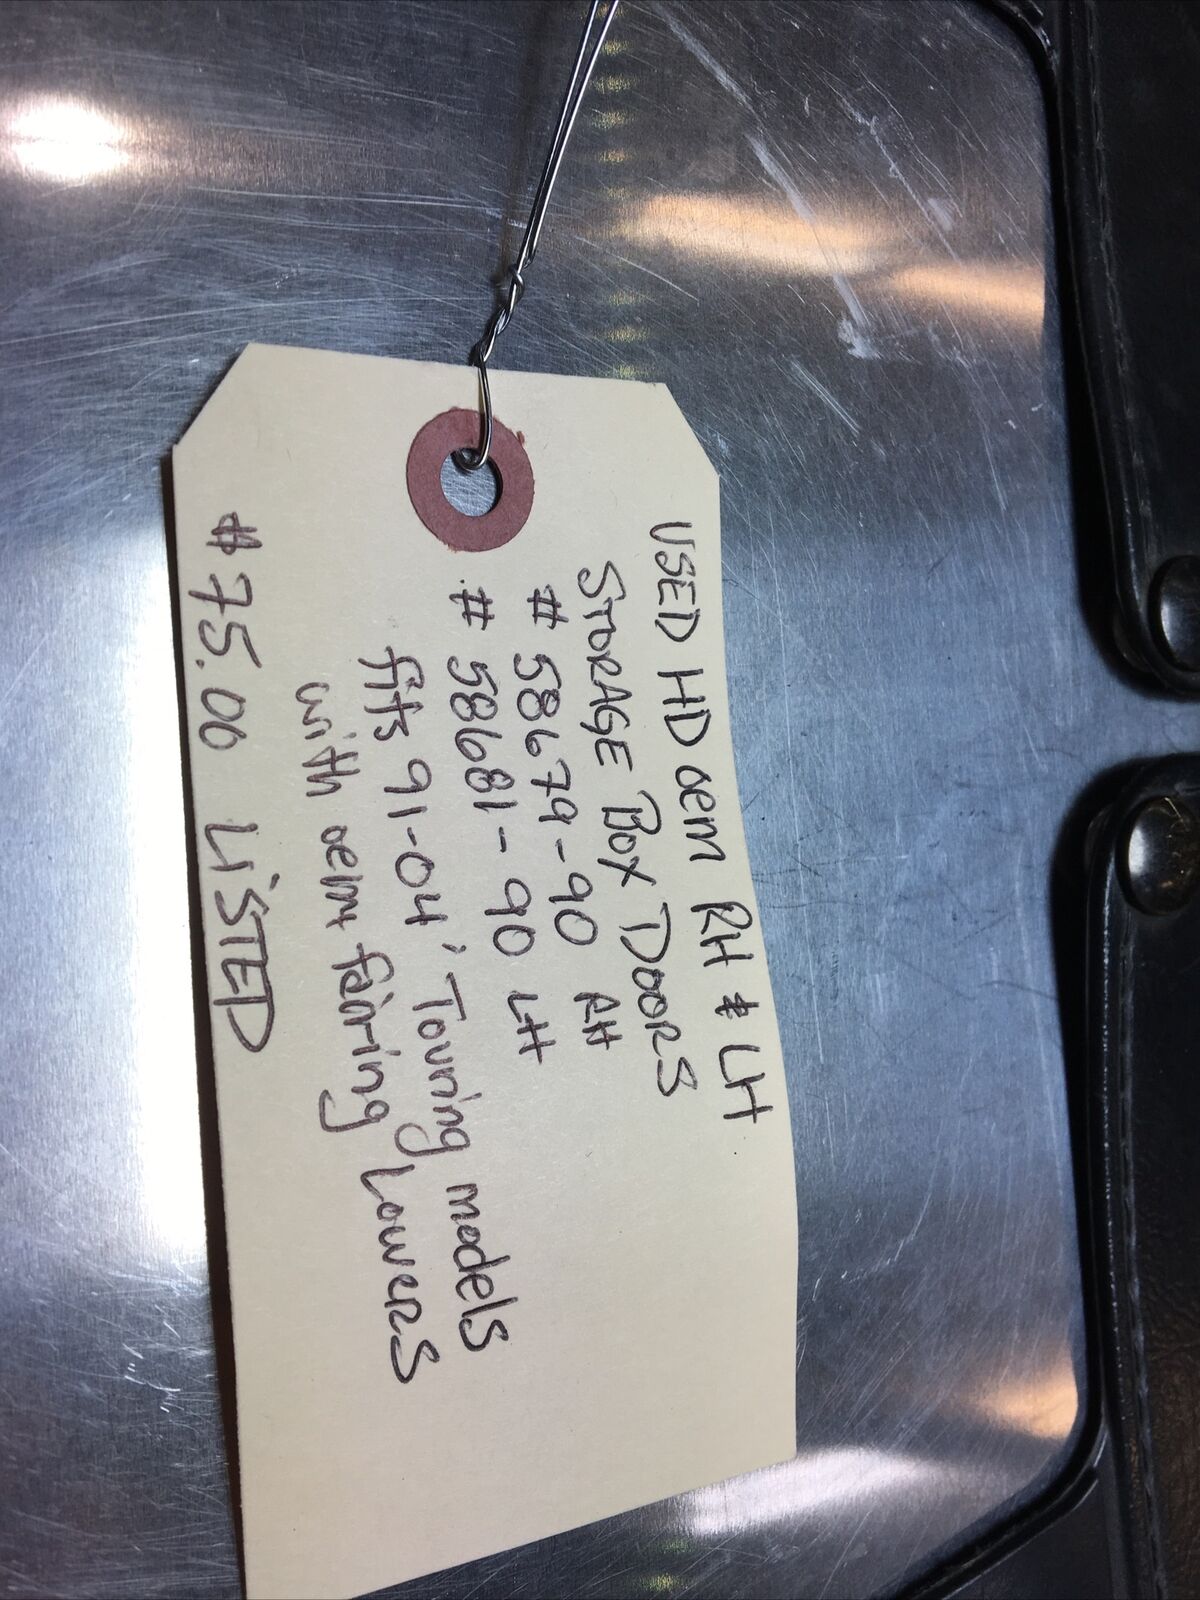 USED HD oem RH & LH
STORAGE BOX DOORS
# 58679-90 RH
# 58681-90 LH
fits 91-04' Touring models
with oem fairing LOWERS
$75.00 LISTED